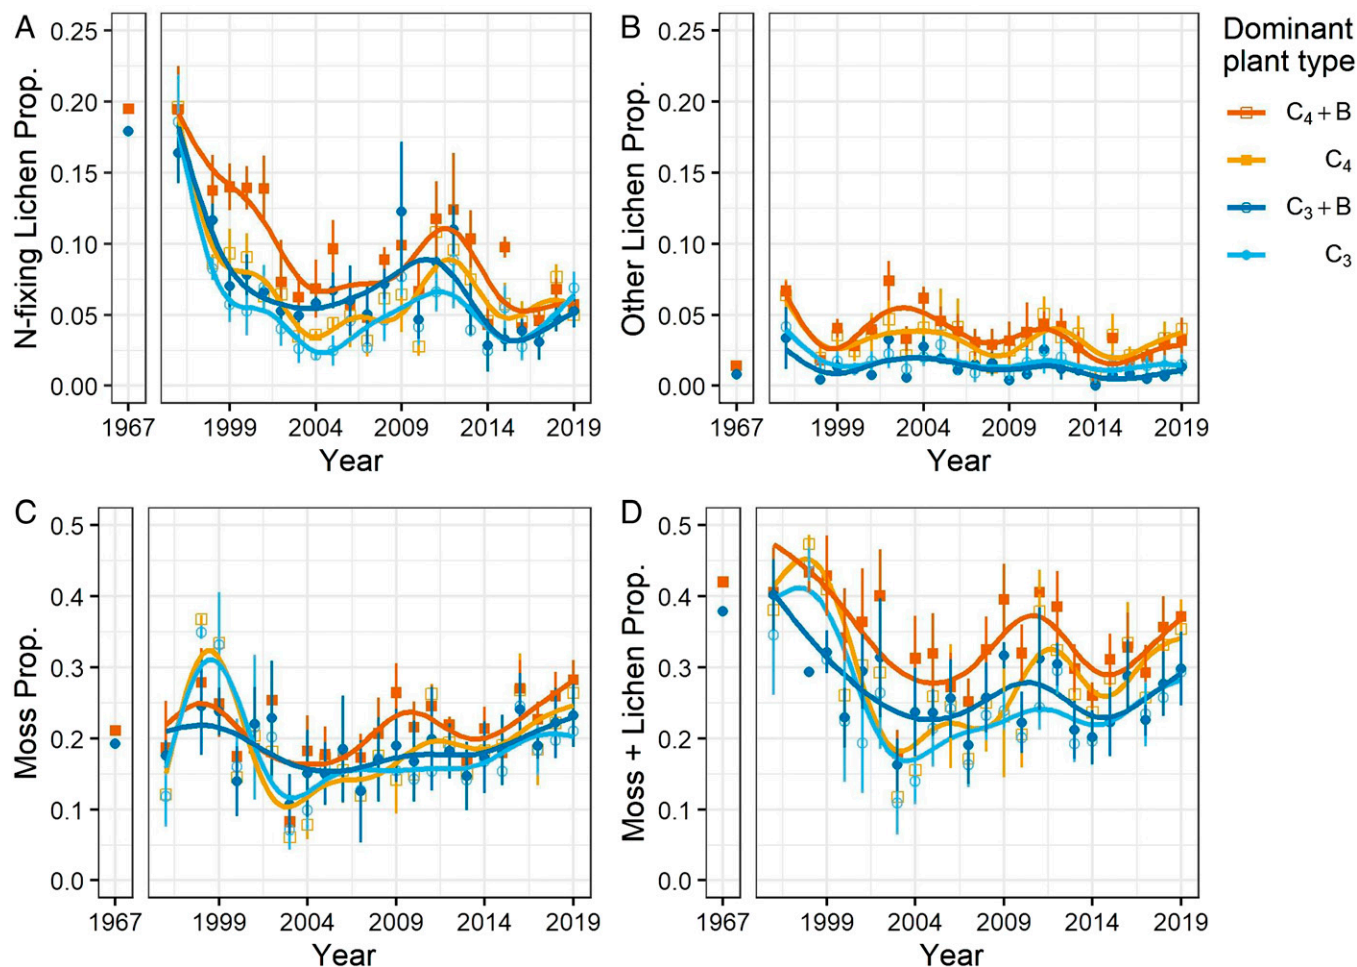 A
0.25
0.20
0.15
0.10
0.05
0.00
N-fixing Lichen Prop.
1967
1999
2004
2009
2014
2019
Year
B
0.25
0.20
0.15
0.10
0.05
0.00
Other Lichen Prop.
1967
1999
2004
2009
2014
2019
Year
Dominant
plant type
C₄ + B
C₄
C₃ + B
C₃
C
0.5
0.4
0.3
0.2
0.1
0.0
Moss Prop.
1967
1999
2004
2009
2014
2019
Year
D
0.5
0.4
0.3
0.2
0.1
0.0
Moss + Lichen Prop.
1967
1999
2004
2009
2014
2019
Year